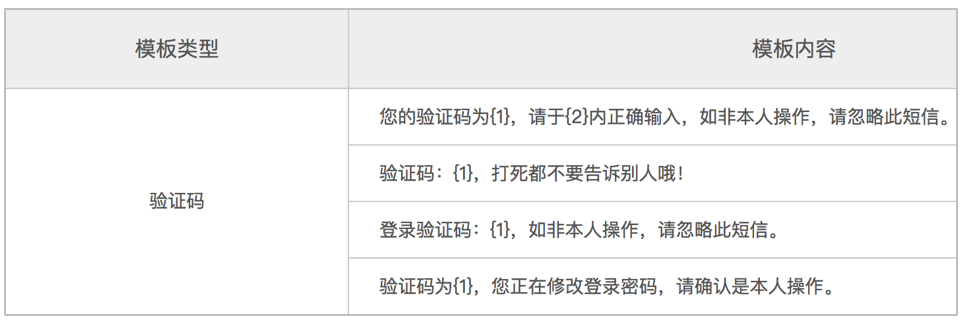 模板类型
模板内容
验证码
您的验证码为{1}，请于{2}内正确输入，如非本人操作，请忽略此短信。
验证码：{1}，打死都不要告诉别人哦！
登录验证码：{1}，如非本人操作，请忽略此短信。
验证码为{1}，您正在修改登录密码，请确认是本人操作。